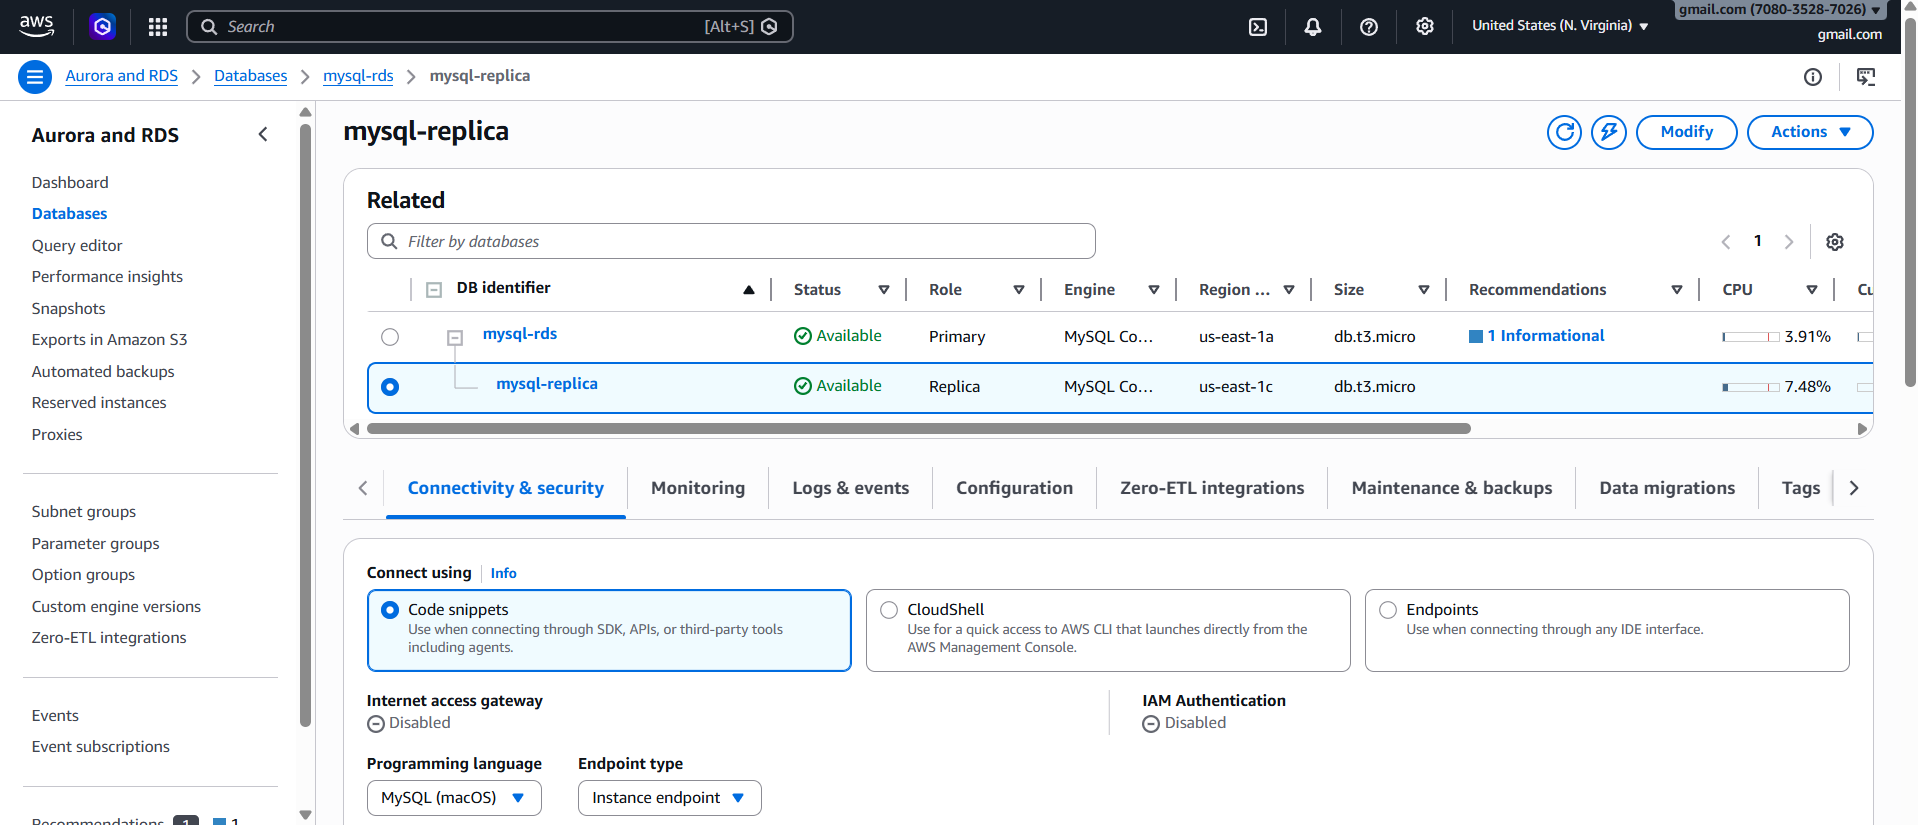 aws
Search [Alt+S]
United States (N. Virginia)
gmail.com (7080-3528-7026)
gmail.com
Aurora and RDS
Databases
mysql-rds
mysql-replica
Aurora and RDS
Dashboard
Databases
Query editor
Performance insights
Snapshots
Exports in Amazon S3
Automated backups
Reserved instances
Proxies
Subnet groups
Parameter groups
Option groups
Custom engine versions
Zero-ETL integrations
Events
Event subscriptions
Recommendations 1 1
mysql-replica
Modify
Actions
Related
Filter by databases
1
DB identifier Status Role Engine Region ... Size Recommendations CPU Cu
mysql-rds Available Primary MySQL Co... us-east-1a db.t3.micro 1 Informational 3.91%
mysql-replica Available Replica MySQL Co... us-east-1c db.t3.micro 7.48%
Connectivity & security Monitoring Logs & events Configuration Zero-ETL integrations Maintenance & backups Data migrations Tags
Connect using Info
Code snippets
Use when connecting through SDK, APIs, or third-party tools
including agents.
CloudShell
Use for a quick access to AWS CLI that launches directly from the
AWS Management Console.
Endpoints
Use when connecting through any IDE interface.
Internet access gateway
Disabled
IAM Authentication
Disabled
Programming language
MySQL (macOS)
Endpoint type
Instance endpoint